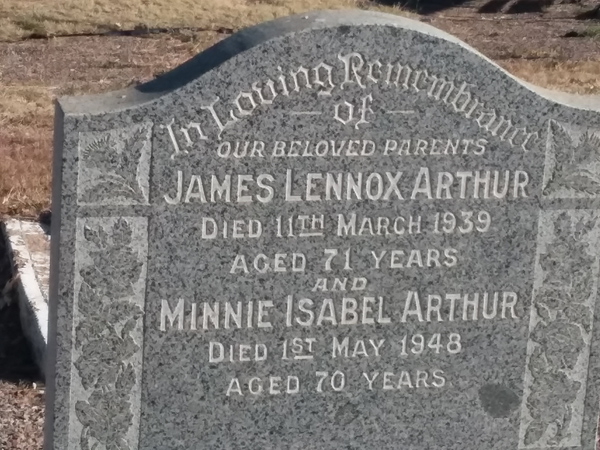 In Loving Remembrance
of
OUR BELOVED PARENTS
JAMES LENNOX ARTHUR
DIED 11TH MARCH 1939
AGED 71 YEARS
AND
MINNIE ISABEL ARTHUR
DIED 1ST MAY 1948
AGED 70 YEARS